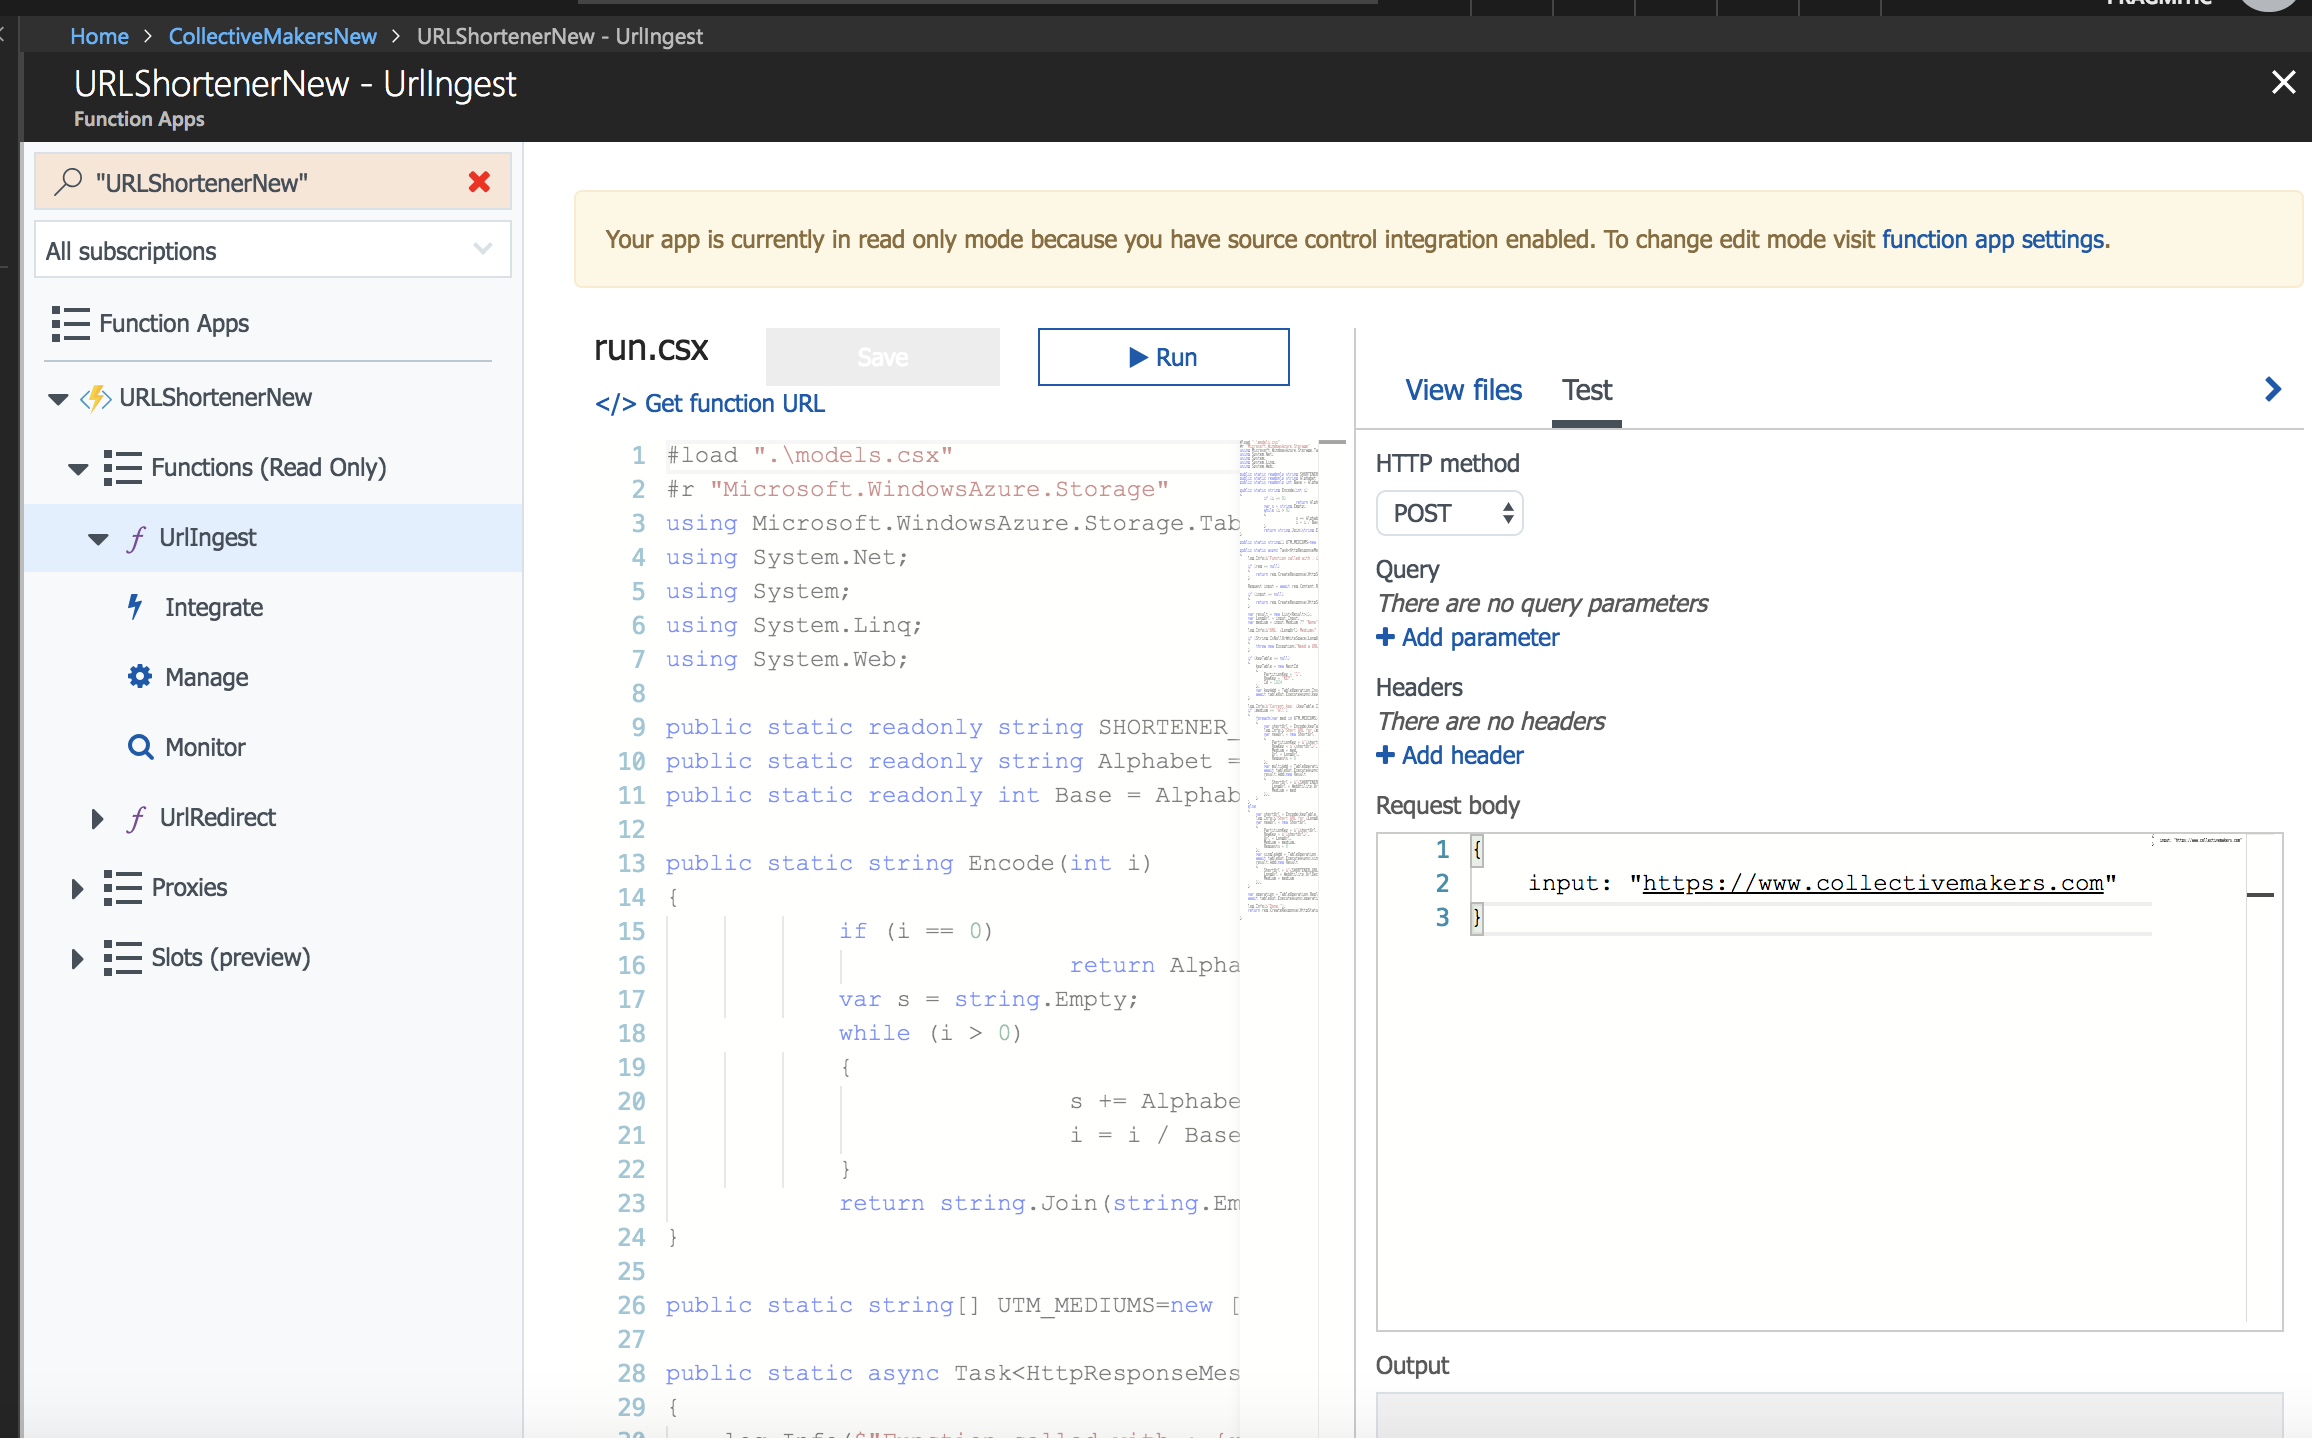 Home > CollectiveMakersNew > URLShortenerNew - UrlIngest
URLShortenerNew - UrlIngest
Function Apps
"URLShortenerNew"
All subscriptions
Function Apps
URLShortenerNew
Functions (Read Only)
UrlIngest
Integrate
Manage
Monitor
UrlRedirect
Proxies
Slots (preview)
Your app is currently in read only mode because you have source control integration enabled. To change edit mode visit function app settings.
run.csx
Save
Run
</> Get function URL
1 #load ".\models.csx"
2 #r "Microsoft.WindowsAzure.Storage"
3 using Microsoft.WindowsAzure.Storage.Tab
4 using System.Net;
5 using System;
6 using System.Linq;
7 using System.Web;
8
9 public static readonly string SHORTENER_
10 public static readonly string Alphabet =
11 public static readonly int Base = Alphab
12
13 public static string Encode(int i)
14 {
15 if (i == 0)
16 return Alpha
17 var s = string.Empty;
18 while (i > 0)
19 {
20 s += Alphabe
21 i = i / Base
22 }
23 return string.Join(string.Em
24 }
25
26 public static string[] UTM_MEDIUMS=new [
27
28 public static async Task<HttpResponseMes
29 {
View files
Test
HTTP method
POST
Query
There are no query parameters
+ Add parameter
Headers
There are no headers
+ Add header
Request body
1 {
2 input: "https://www.collectivemakers.com"
3 }
Output